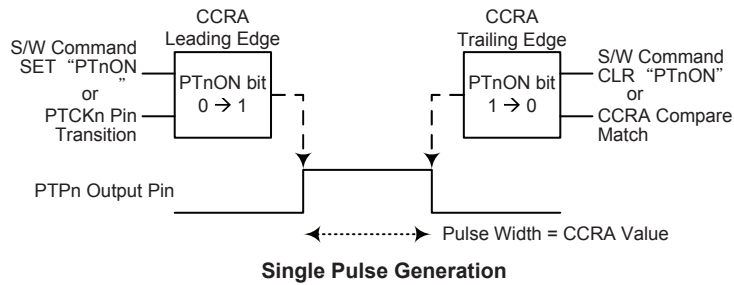 CCRA
Leading Edge
S/W Command
SET “PTnON
”
or
PTCKn Pin
Transition
PTnON bit
0 → 1
CCRA
Trailing Edge
PTnON bit
1 → 0
S/W Command
CLR “PTnON”
or
CCRA Compare
Match
PTPn Output Pin
Pulse Width = CCRA Value
Single Pulse Generation